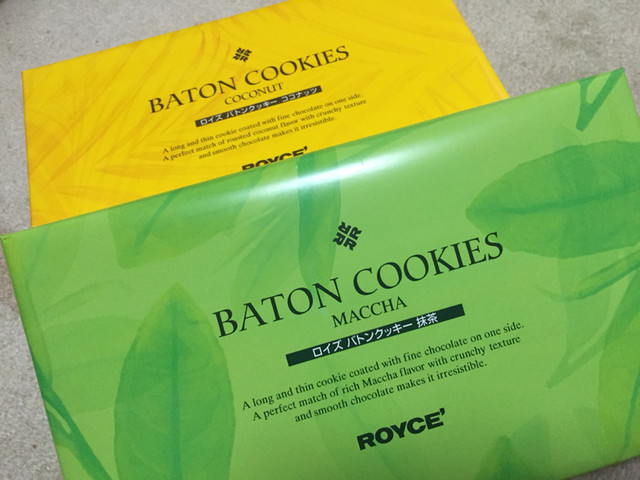 BATON COOKIES
COCONUT
ロイズ バトンクッキー ココナッツ
A long and thin cookie coated with fine chocolate on one side.
A perfect match of roasted coconut flavor with crunchy texture
and smooth chocolate makes it irresistible.
ROYCE'
BATON COOKIES
MACCHA
ロイズ バトンクッキー 抹茶
A long and thin cookie coated with fine chocolate on one side.
A perfect match of rich Maccha flavor with crunchy texture
and smooth chocolate makes it irresistible.
ROYCE'